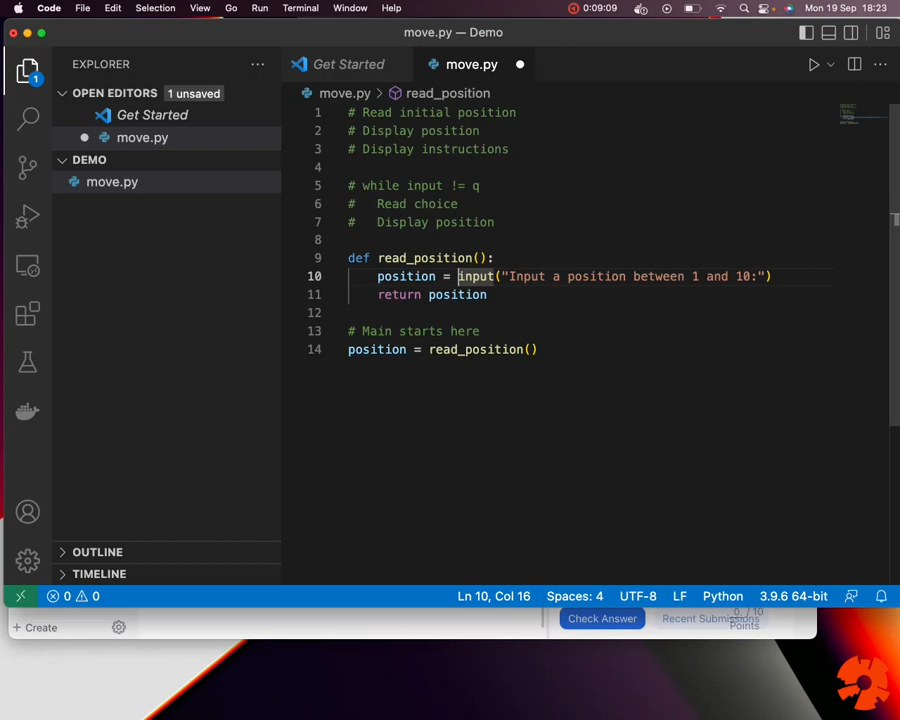 Code File Edit Selection View Go Run Terminal Window Help 0:09:09 Mon 19 Sep 18:23
move.py — Demo
EXPLORER
Get Started
move.py
OPEN EDITORS 1 unsaved
Get Started
move.py
DEMO
move.py
OUTLINE
TIMELINE
move.py > read_position
1 # Read initial position
2 # Display position
3 # Display instructions
4
5 # while input != q
6 #   Read choice
7 #   Display position
8
9 def read_position():
10     position = input("Input a position between 1 and 10:")
11     return position
12
13 # Main starts here
14 position = read_position()
1
0 0
Ln 10, Col 16 Spaces: 4 UTF-8 LF Python 3.9.6 64-bit
+ Create
Check Answer
Recent Submissions
0 / 10
Points